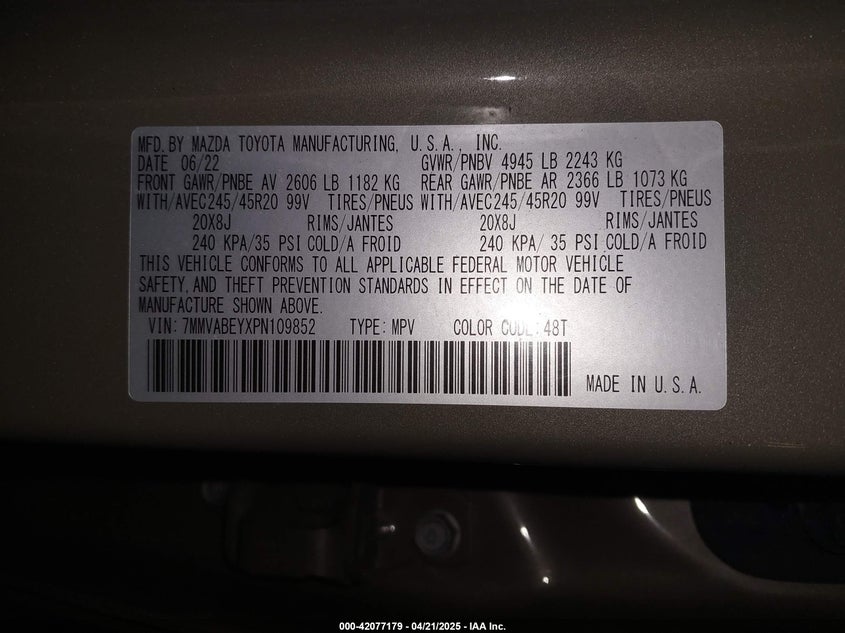 MFD. BY MAZDA TOYOTA MANUFACTURING, U.S.A., INC.
DATE 06/22 GVWR/PNBV 4945 LB 2243 KG
FRONT GAWR/PNBE AV 2606 LB 1182 KG REAR GAWR/PNBE AR 2366 LB 1073 KG
WITH/AVEC245/45R20 99V TIRES/PNEUS WITH/AVEC245/45R20 99V TIRES/PNEUS
20X8J RIMS/JANTES 20X8J RIMS/JANTES
240 KPA/35 PSI COLD/A FROID 240 KPA/ 35 PSI COLD/A FROID
THIS VEHICLE CONFORMS TO ALL APPLICABLE FEDERAL MOTOR VEHICLE
SAFETY, AND THEFT PREVENTION STANDARDS IN EFFECT ON THE DATE OF
MANUFACTURE SHOWN ABOVE.
VIN: 7MMVABEYXPN109852 TYPE: MPV COLOR CODE: 48T
MADE IN U.S.A.
000-42077179 - 04/21/2025 - IAA Inc.